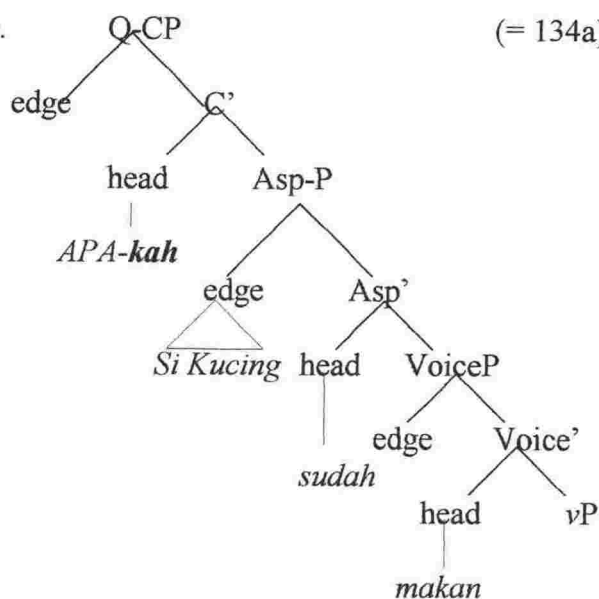 Q-CP (= 134a)
edge C’
head Asp-P
APA-kah
edge Asp’
Si Kucing head VoiceP
edge Voice’
sudah
head vP
makan